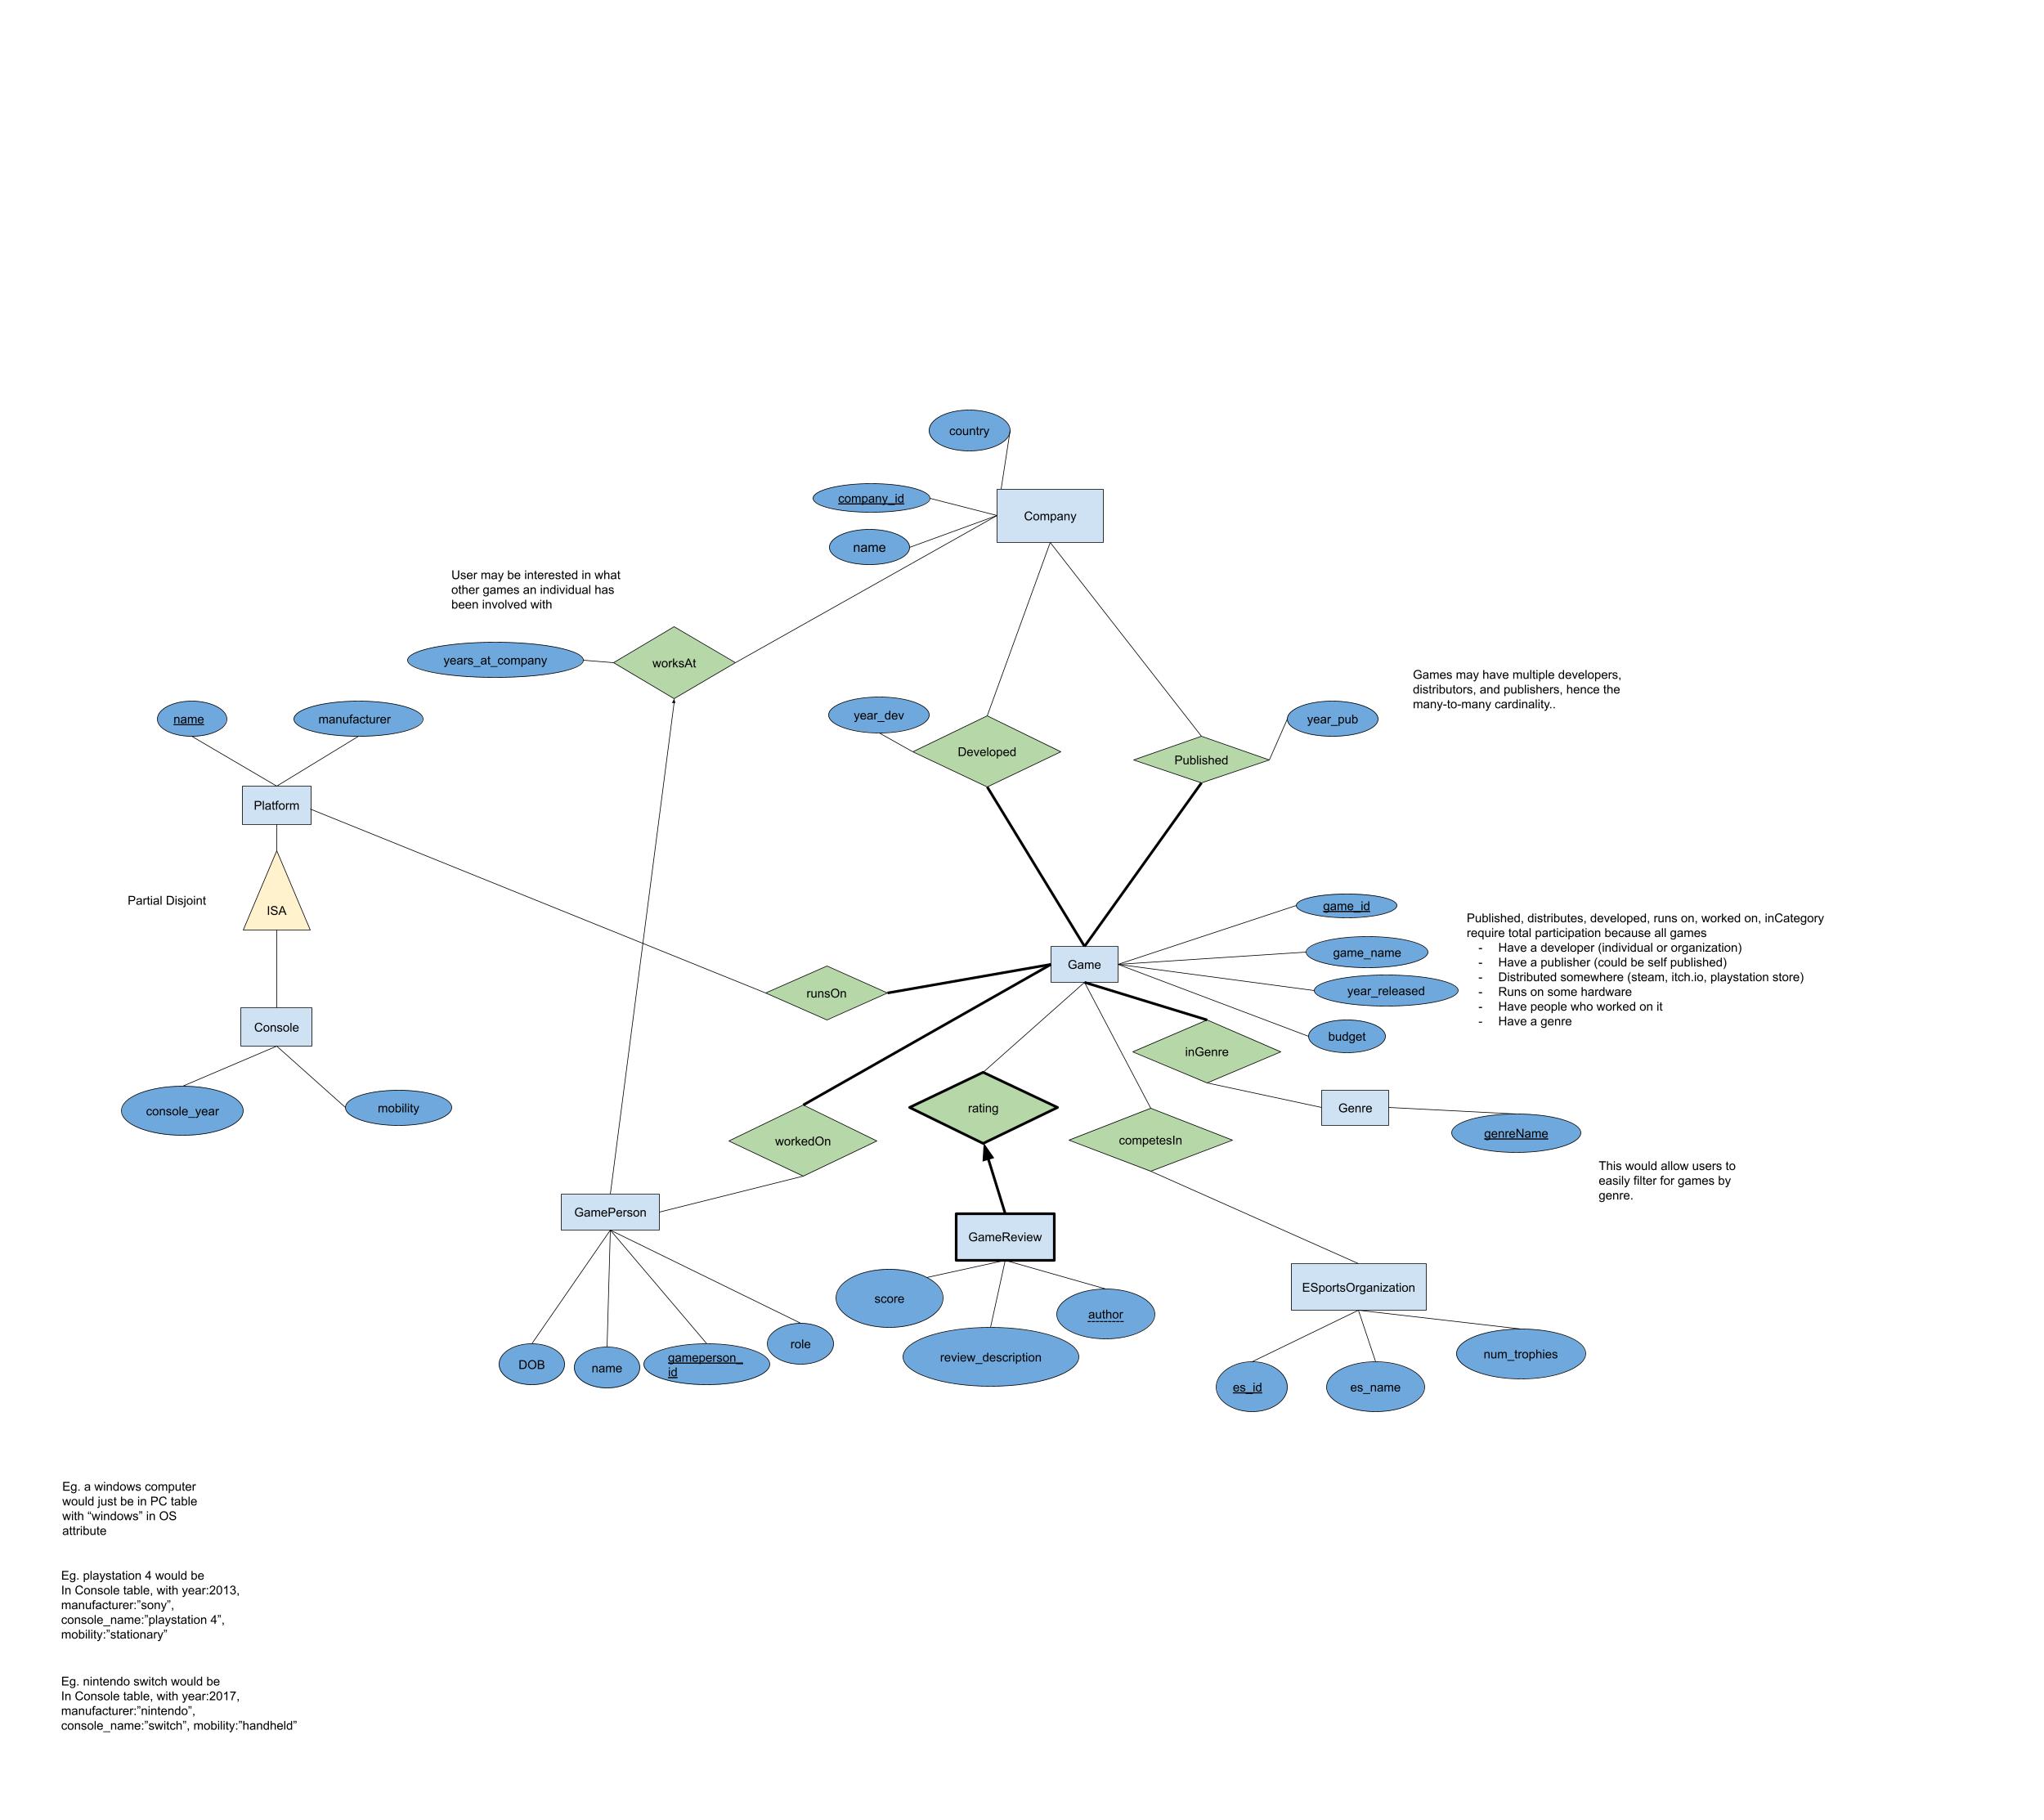 country
company_id
Company
name
User may be interested in what
other games an individual has
been involved with
years_at_company
worksAt
Games may have multiple developers,
distributors, and publishers, hence the
many-to-many cardinality..
name
manufacturer
year_dev
year_pub
Developed
Published
Platform
Partial Disjoint
ISA
game_id
Published, distributes, developed, runs on, worked on, inCategory
require total participation because all games
- Have a developer (individual or organization)
- Have a publisher (could be self published)
- Distributed somewhere (steam, itch.io, playstation store)
- Runs on some hardware
- Have people who worked on it
- Have a genre
game_name
Game
year_released
runsOn
Console
budget
inGenre
console_year
mobility
rating
Genre
workedOn
competesIn
genreName
This would allow users to
easily filter for games by
genre.
GamePerson
GameReview
ESportsOrganization
score
author
role
review_description
num_trophies
DOB
name
gameperson_
id
es_id
es_name
Eg. a windows computer
would just be in PC table
with “windows” in OS
attribute
Eg. playstation 4 would be
In Console table, with year:2013,
manufacturer:”sony”,
console_name:”playstation 4”,
mobility:”stationary”
Eg. nintendo switch would be
In Console table, with year:2017,
manufacturer:”nintendo”,
console_name:”switch”, mobility:”handheld”